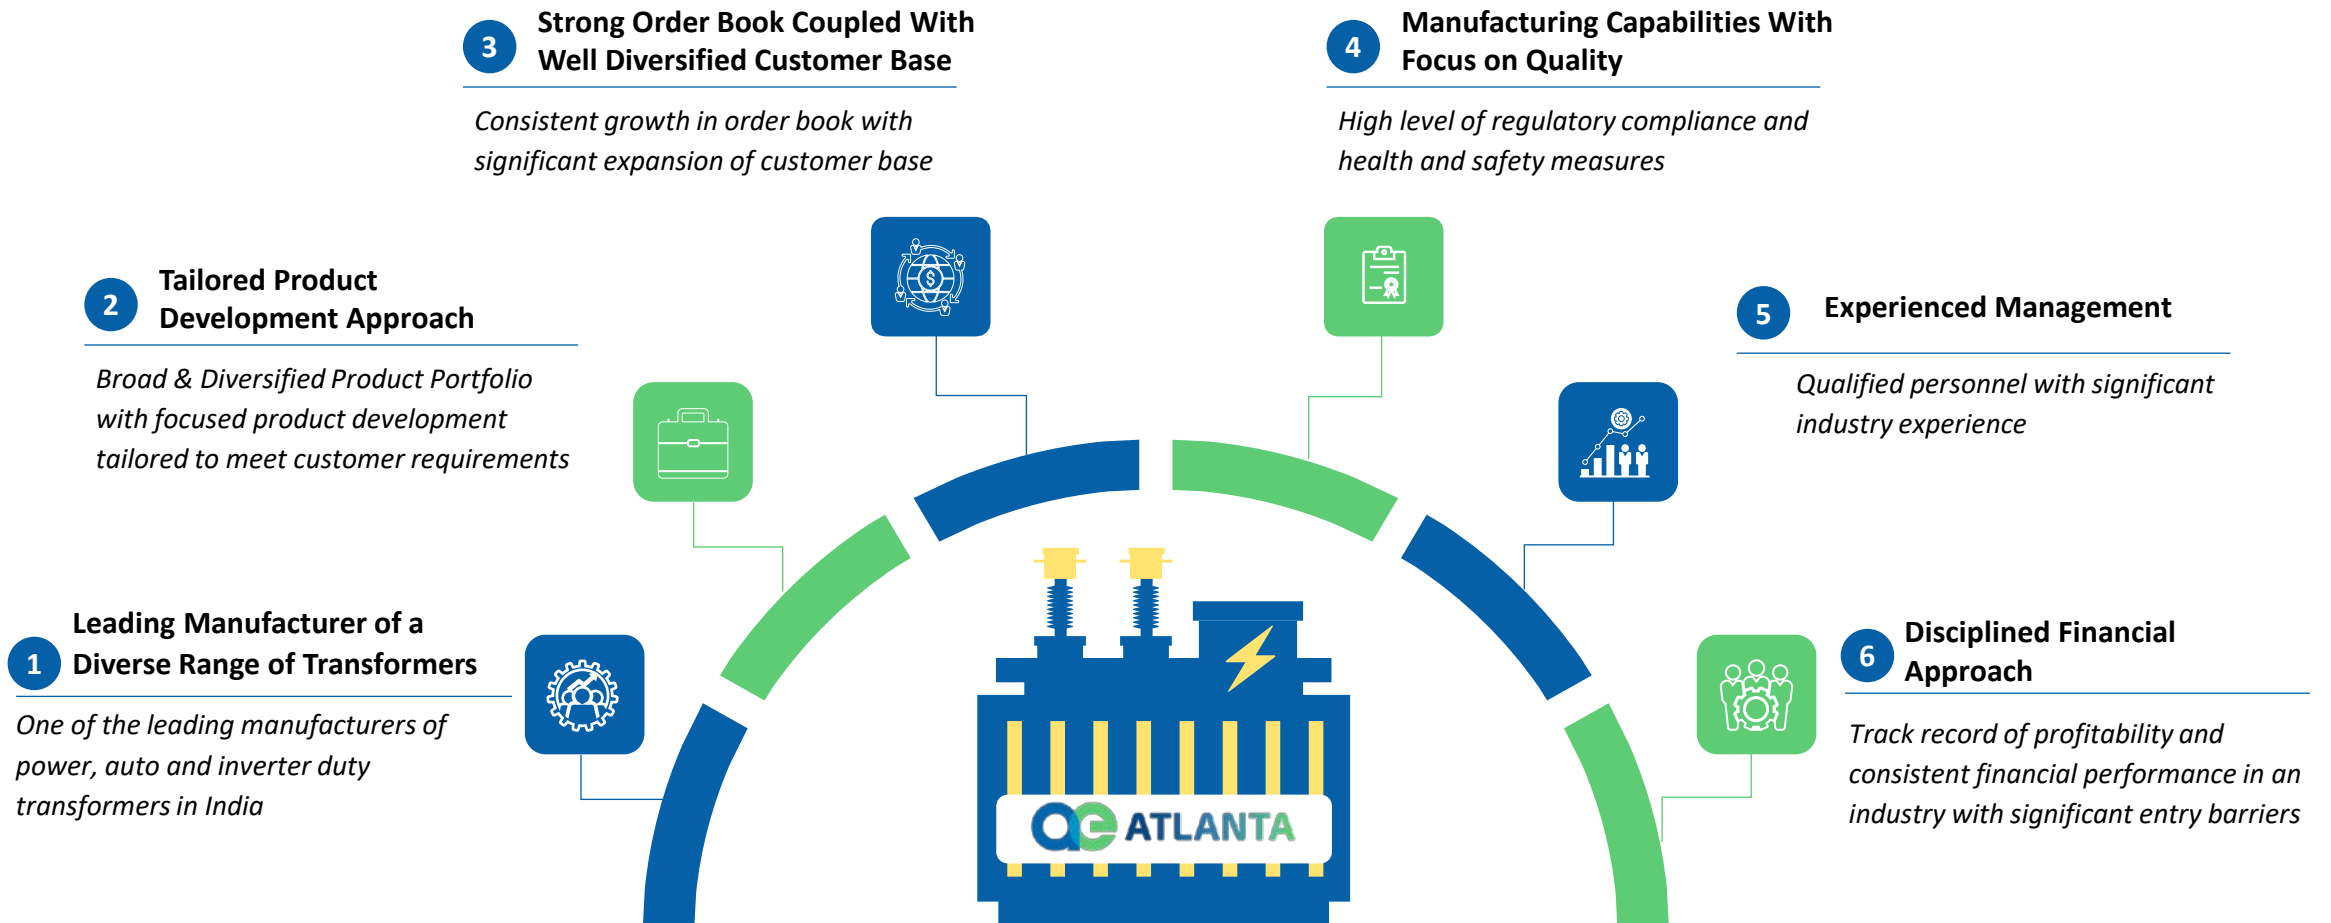 1
Leading Manufacturer of a
Diverse Range of Transformers
One of the leading manufacturers of
power, auto and inverter duty
transformers in India
2
Tailored Product
Development Approach
Broad & Diversified Product Portfolio
with focused product development
tailored to meet customer requirements
3
Strong Order Book Coupled With
Well Diversified Customer Base
Consistent growth in order book with
significant expansion of customer base
$
4
Manufacturing Capabilities With
Focus on Quality
High level of regulatory compliance and
health and safety measures
5
Experienced Management
Qualified personnel with significant
industry experience
6
Disciplined Financial
Approach
Track record of profitability and
consistent financial performance in an
industry with significant entry barriers
ae ATLANTA